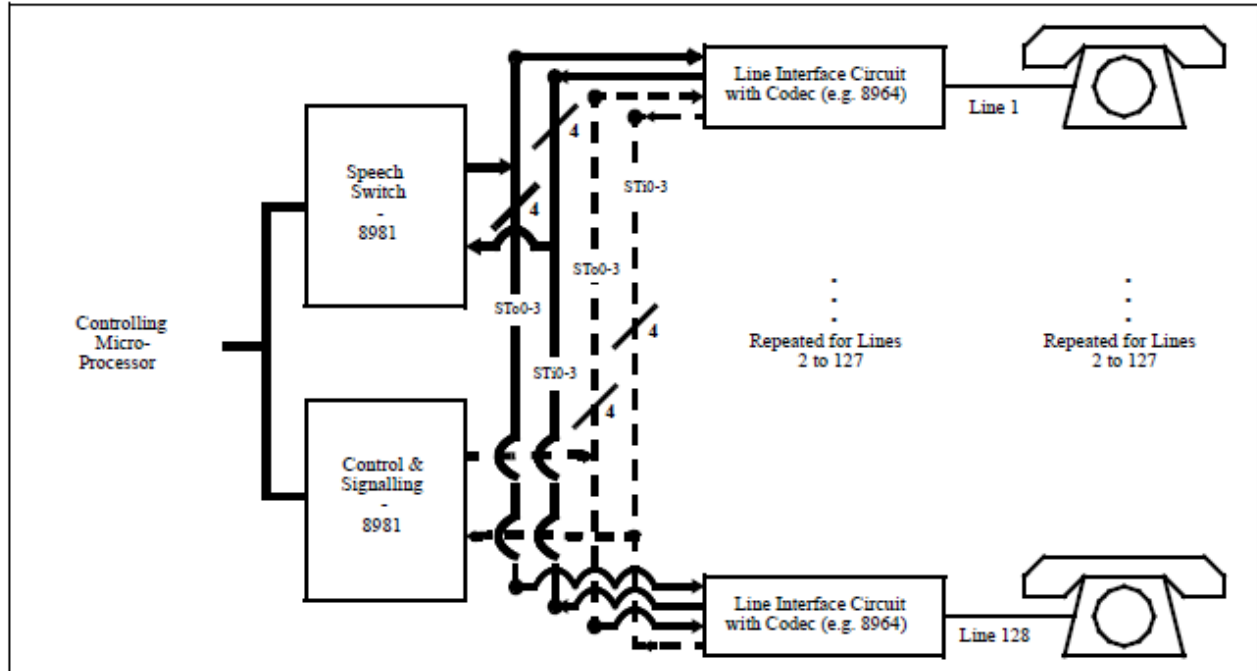 Line Interface Circuit
with Codec (e.g. 8964)
Line 1
4
Speech
Switch
-
8981
STi0-3
4
STo0-3
STo0-3
4
Controlling
Micro-
Processor
Repeated for Lines
2 to 127
Repeated for Lines
2 to 127
STi0-3
4
Control &
Signalling
-
8981
Line Interface Circuit
with Codec (e.g. 8964)
Line 128